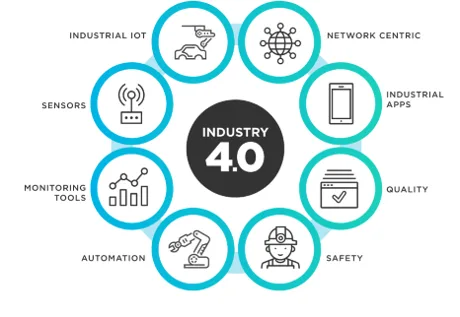 INDUSTRIAL IOT
NETWORK CENTRIC
SENSORS
INDUSTRIAL
APPS
INDUSTRY
4.0
MONITORING
TOOLS
QUALITY
AUTOMATION
SAFETY